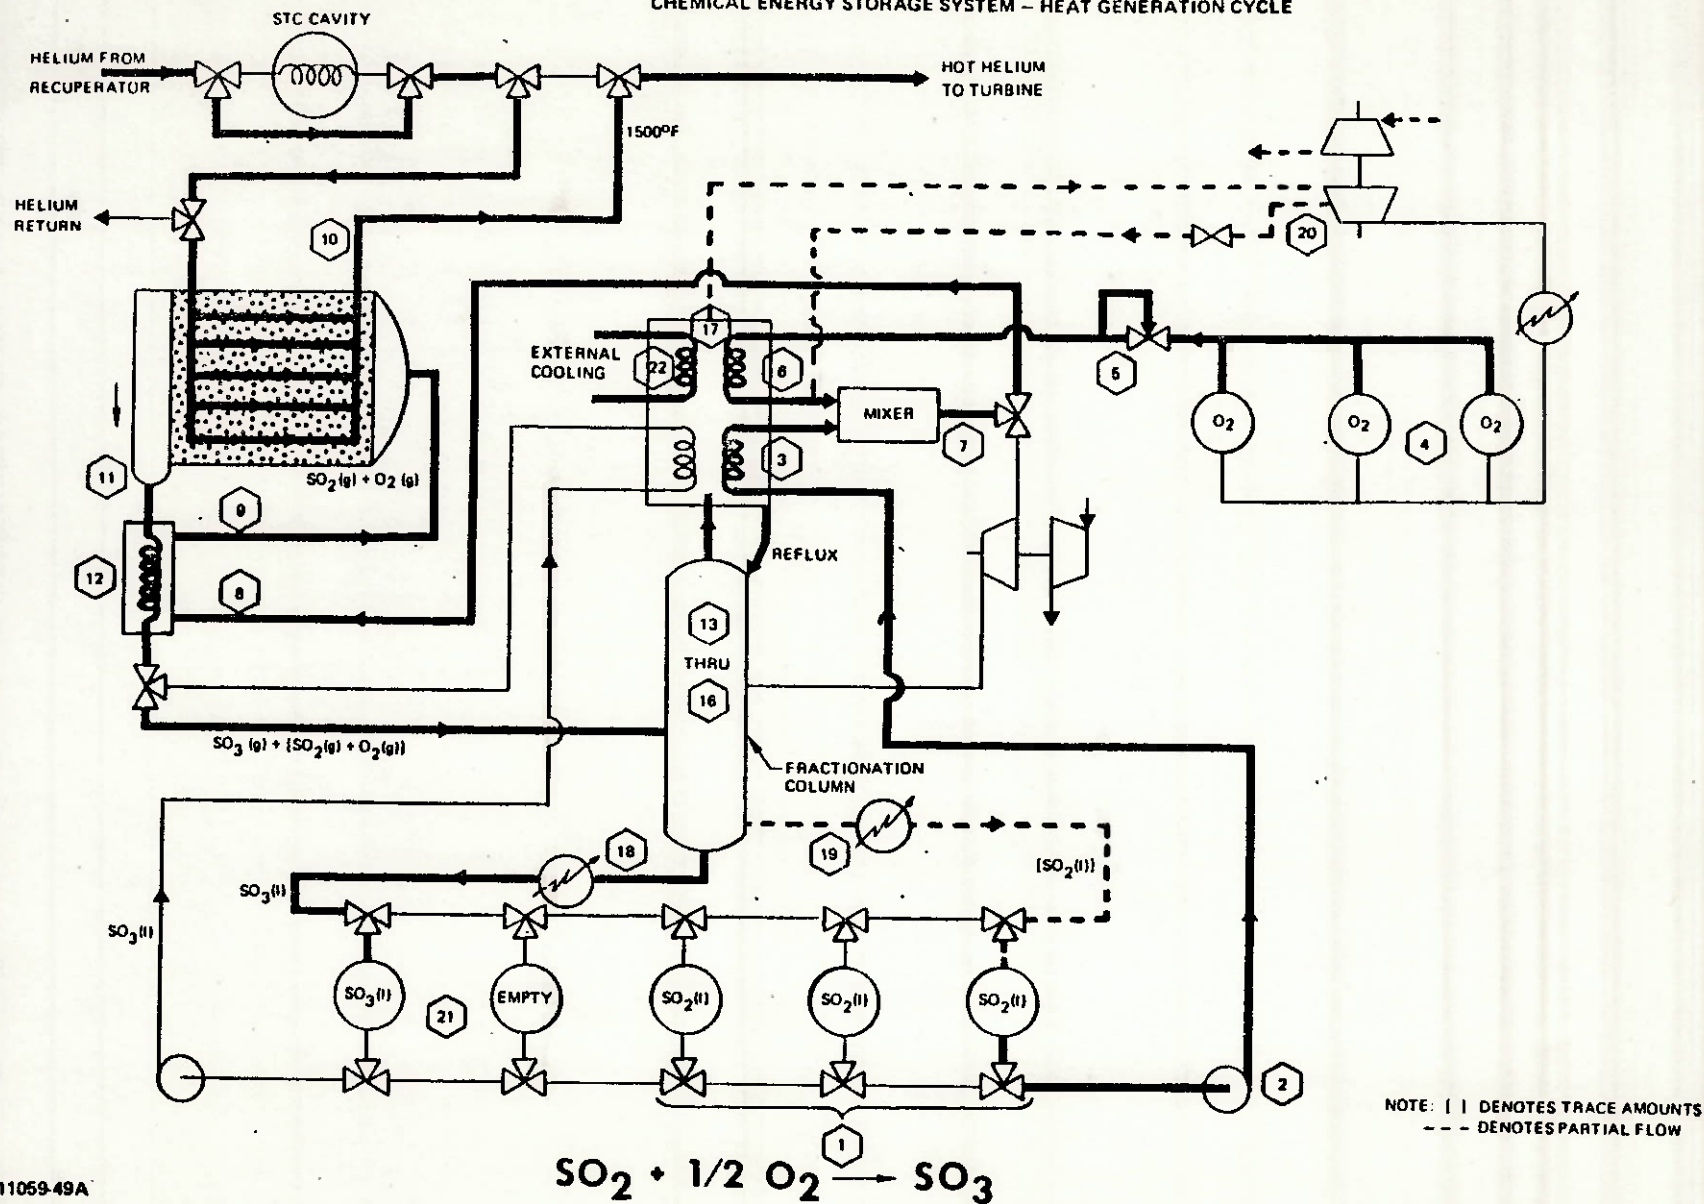 CHEMICAL ENERGY STORAGE SYSTEM – HEAT GENERATION CYCLE
STC CAVITY
HELIUM FROM
RECUPERATOR
HOT HELIUM
TO TURBINE
1500ºF
HELIUM
RETURN
10
20
17
EXTERNAL
COOLING
22
6
5
MIXER
7
3
O2
O2
4
O2
11
SO2(g) + O2(g)
9
12
8
REFLUX
13
THRU
16
SO3 (g) + [SO2(g) + O2(g)]
FRACTIONATION
COLUMN
18
19
[SO2(l)]
SO3(l)
SO3(l)
SO3(l)
21
EMPTY
SO2(l)
SO2(l)
SO2(l)
2
1
NOTE: [ ] DENOTES TRACE AMOUNTS
- - - DENOTES PARTIAL FLOW
SO2 + 1/2 O2 → SO3
11059-49A